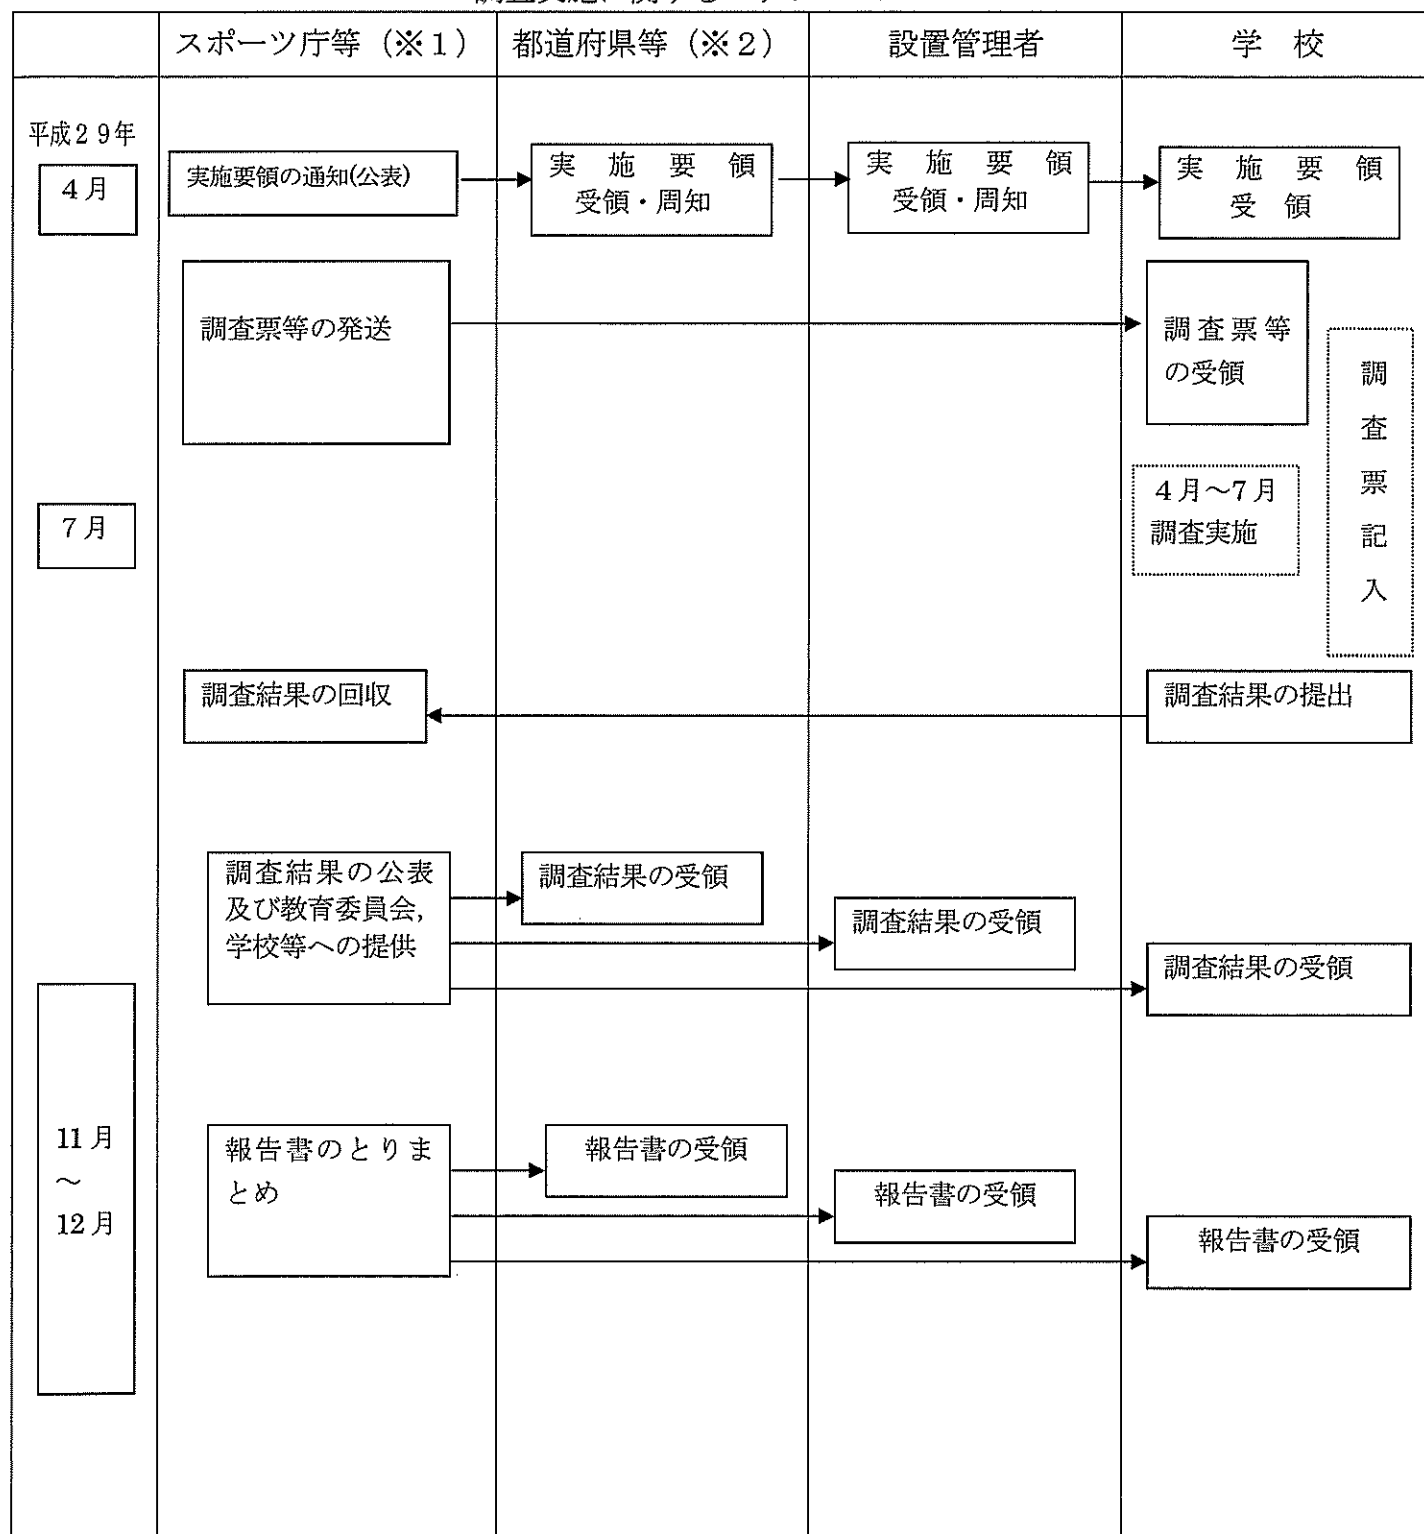 スポーツ庁等（※１）
都道府県等（※２）
設置管理者
学　校
平成２９年
４月
実施要領の通知(公表)
実　施　要　領
受領・周知
実　施　要　領
受領・周知
実　施　要　領
受　領
調査票等の発送
調査票等
の受領
調
査
票
記
入
７月
４月～７月
調査実施
調査結果の回収
調査結果の提出
調査結果の公表
及び教育委員会，
学校等への提供
調査結果の受領
調査結果の受領
調査結果の受領
11月
～
12月
報告書のとりま
とめ
報告書の受領
報告書の受領
報告書の受領